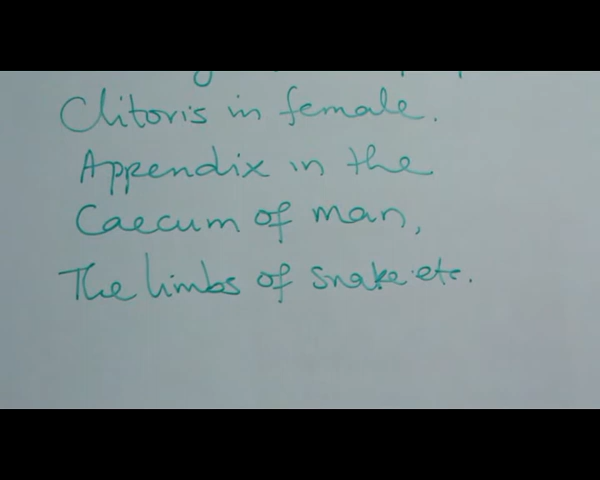 Clitoris in female.
Appendix in the
Caecum of man,
The limbs of snake etc.